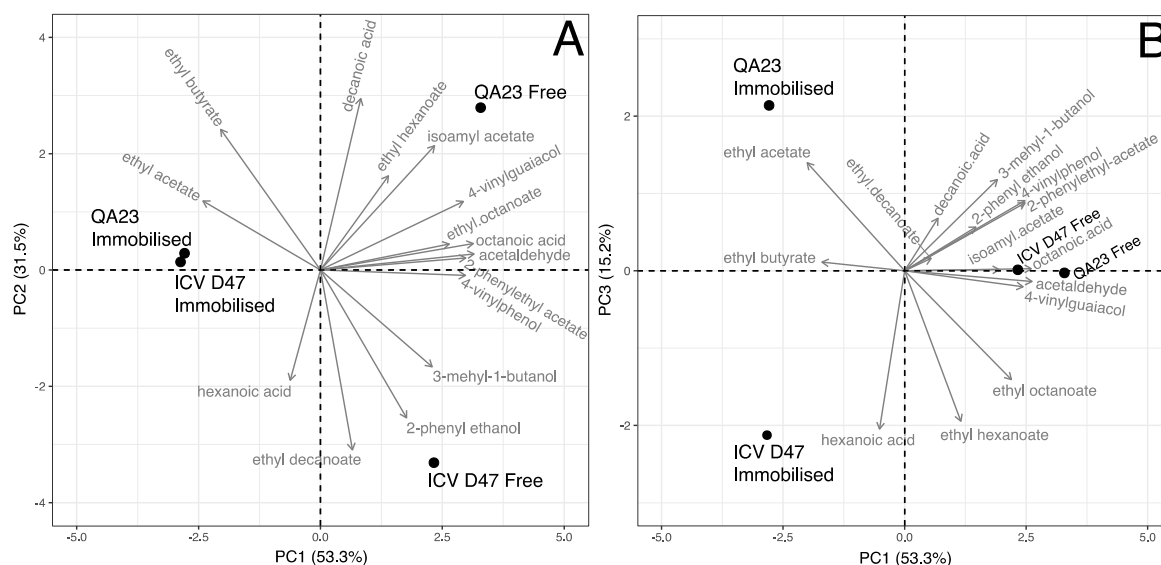 A
decanoic acid
ethyl butyrate
QA23 Free
ethyl hexanoate
isoamyl acetate
4-vinylguaiacol
ethyl acetate
ethyl.octanoate
QA23
Immobilised
octanoic acid
acetaldehyde
2-phenylethyl acetate
4-vinylphenol
ICV D47
Immobilised
3-mehyl-1-butanol
hexanoic acid
2-phenyl ethanol
ethyl decanoate
ICV D47 Free
4
2
0
-2
-4
PC2 (31.5%)
-5.0
-2.5
0.0
2.5
5.0
PC1 (53.3%)
B
QA23
Immobilised
3-mehyl-1-butanol
ethyl acetate
ethyl.decanoate
decanoic.acid
2-phenyl ethanol
4-vinylphenol
2-phenylethyl-acetate
isoamyl.acetate
ICV D47 Free
octanoic.acid
QA23 Free
ethyl butyrate
acetaldehyde
4-vinylguaiacol
ethyl octanoate
hexanoic acid
ethyl hexanoate
ICV D47
Immobilised
2
0
-2
PC3 (15.2%)
-5.0
-2.5
0.0
2.5
5.0
PC1 (53.3%)